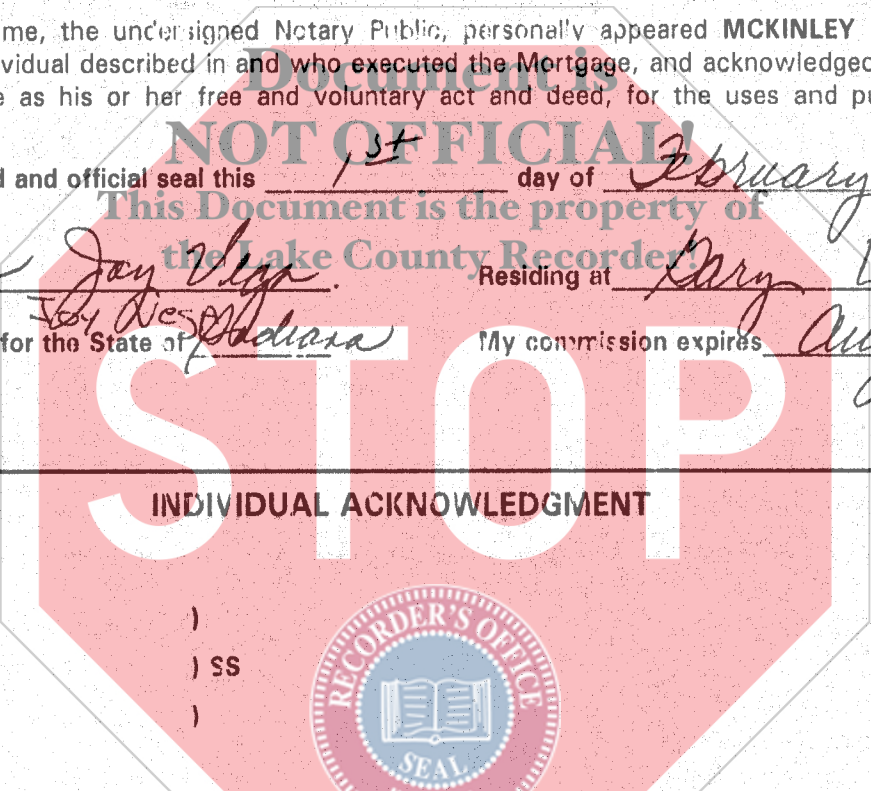 me, the undersigned Notary Public, personally appeared MCKINLEY
vidual described in and who executed the Mortgage, and acknowledged
e as his or her free and voluntary act and deed, for the uses and pu
Document is
NOT OFFICIAL!
This Document is the property of
the Lake County Recorder!
d and official seal this 1st day of February
Joy Vega Residing at Gary
Joy Vega
for the State of Indiana My commission expires Au
STOP
INDIVIDUAL ACKNOWLEDGMENT
)
) SS
)
RECORDER'S OFFICE
SEAL